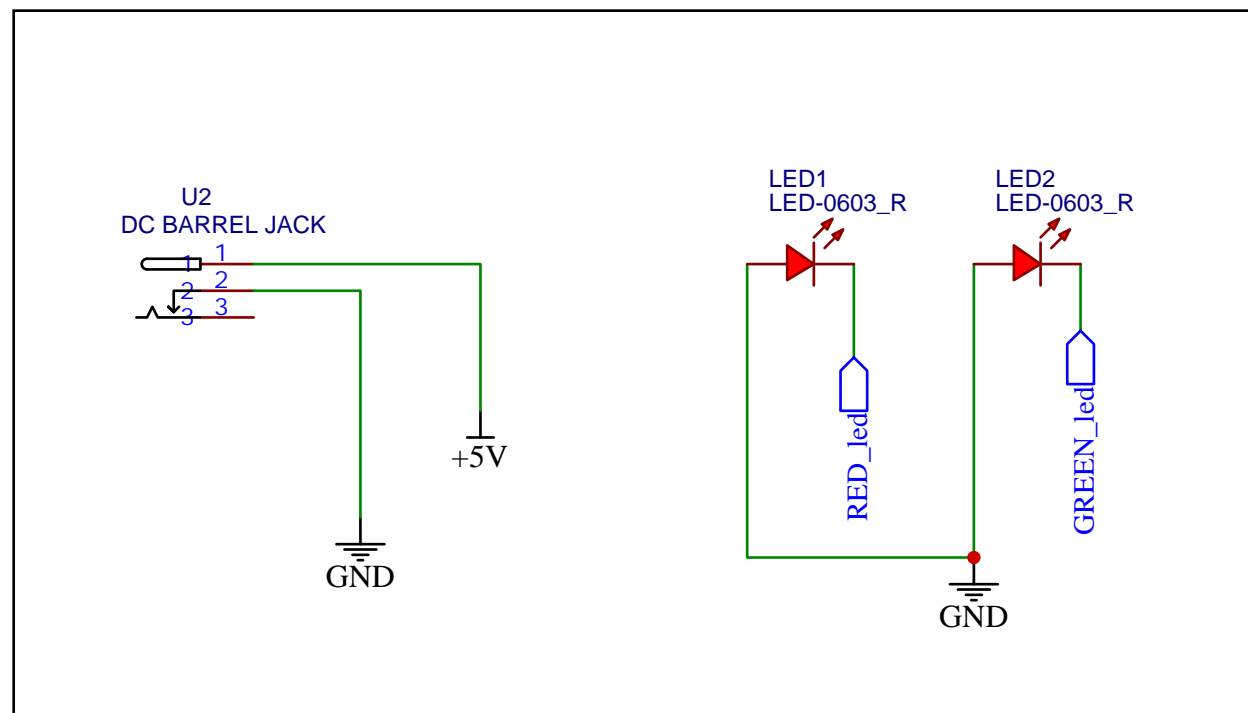 U2
DC BARREL JACK
1 1
2 2
3 3
+5V
GND
LED1
LED-0603_R
RED_led
LED2
LED-0603_R
GREEN_led
GND